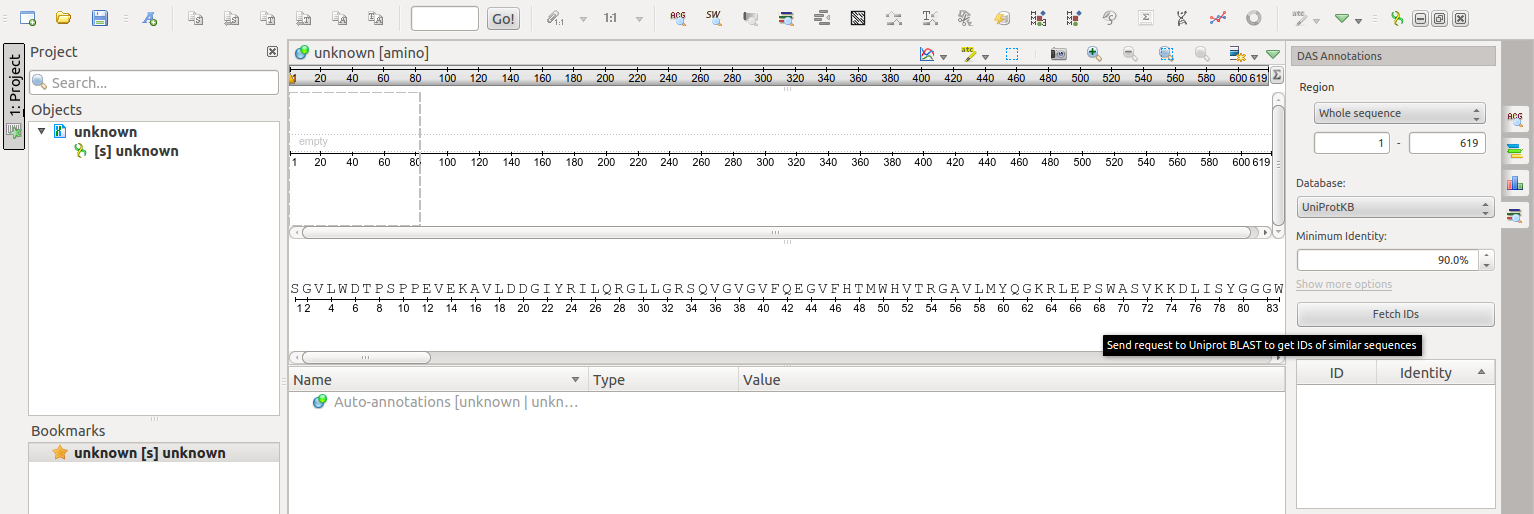 Go!
1:1
ACG
SW
1: Project
Project
Search...
Objects
unknown
[s] unknown
Bookmarks
unknown [s] unknown
unknown [amino]
1 20 40 60 80 100 120 140 160 180 200 220 240 260 280 300 320 340 360 380 400 420 440 460 480 500 520 540 560 580 600 619
empty
1 20 40 60 80 100 120 140 160 180 200 220 240 260 280 300 320 340 360 380 400 420 440 460 480 500 520 540 560 580 600 619
SGVLWDTPSPPEVEKAVLDDGIYRILQRGLLGRSQVGVGVFQEGVFHTMWHVTRGAVLMYQGKRLEPSWASVKKDLISYGGGW
1 2 4 6 8 10 12 14 16 18 20 22 24 26 28 30 32 34 36 38 40 42 44 46 48 50 52 54 56 58 60 62 64 66 68 70 72 74 76 78 80 83
Name Type Value
Auto-annotations [unknown | unkn...
DAS Annotations
Region
Whole sequence
1 - 619
Database:
UniProtKB
Minimum Identity:
90.0%
Show more options
Fetch IDs
Send request to Uniprot BLAST to get IDs of similar sequences
ID Identity
ACG